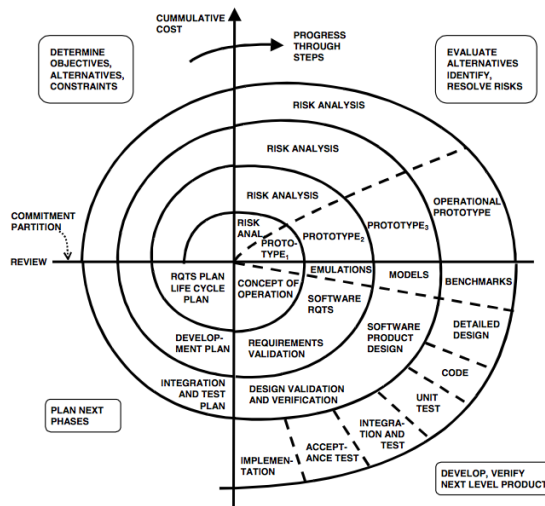 CUMMULATIVE
COST
PROGRESS
THROUGH
STEPS
DETERMINE
OBJECTIVES,
ALTERNATIVES,
CONSTRAINTS
EVALUATE
ALTERNATIVES
IDENTIFY,
RESOLVE RISKS
RISK ANALYSIS
RISK ANALYSIS
RISK ANALYSIS
RISK
ANAL.
PROTO-
TYPE1
PROTOTYPE2
PROTOTYPE3
OPERATIONAL
PROTOTYPE
COMMITMENT
PARTITION
REVIEW
RQTS PLAN
LIFE CYCLE
PLAN
CONCEPT OF
OPERATION
EMULATIONS
MODELS
BENCHMARKS
SOFTWARE
RQTS
SOFTWARE
PRODUCT
DESIGN
DETAILED
DESIGN
DEVELOP-
MENT PLAN
REQUIREMENTS
VALIDATION
CODE
INTEGRATION
AND TEST
PLAN
DESIGN VALIDATION
AND VERIFICATION
UNIT
TEST
INTEGRA-
TION AND
TEST
ACCEPT-
ANCE TEST
IMPLEMEN-
TATION
PLAN NEXT
PHASES
DEVELOP, VERIFY
NEXT LEVEL PRODUCT